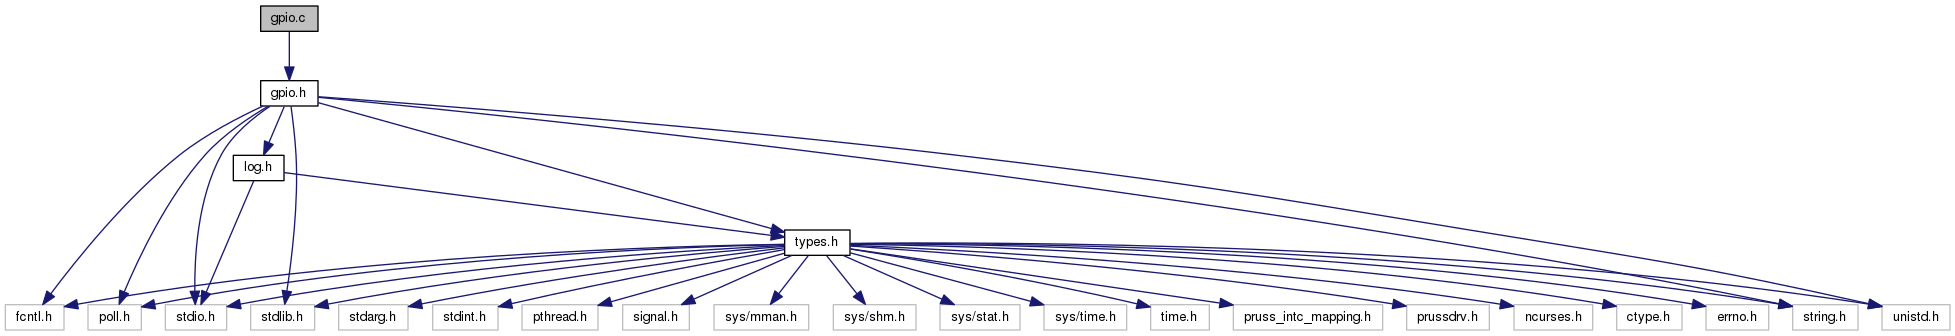 gpio.c
gpio.h
log.h
types.h
fcntl.h
poll.h
stdio.h
stdlib.h
stdarg.h
stdint.h
pthread.h
signal.h
sys/mman.h
sys/shm.h
sys/stat.h
sys/time.h
time.h
pruss_intc_mapping.h
prussdrv.h
ncurses.h
ctype.h
errno.h
string.h
unistd.h